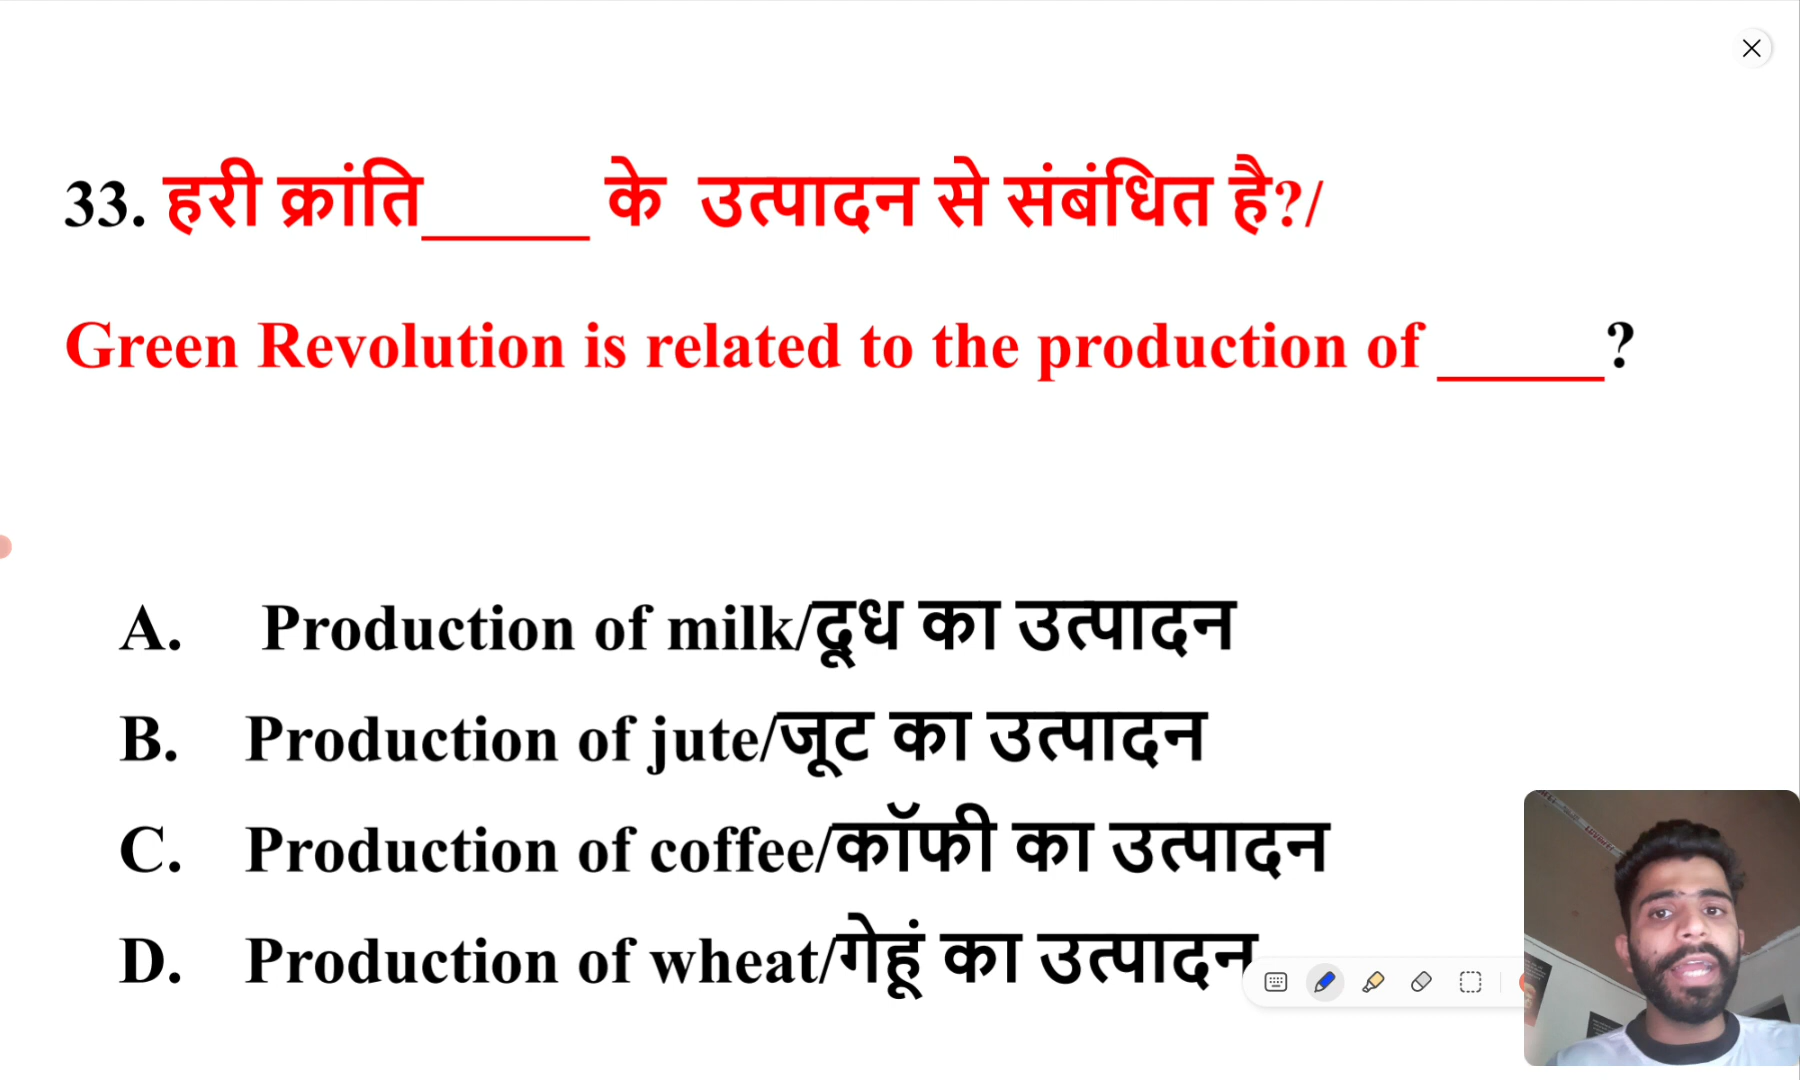 33. हरी क्रांति_____ के उत्पादन से संबंधित है?/
Green Revolution is related to the production of _____?
A. Production of milk/दूध का उत्पादन
B. Production of jute/जूट का उत्पादन
C. Production of coffee/कॉफी का उत्पादन
D. Production of wheat/गेहूं का उत्पादन